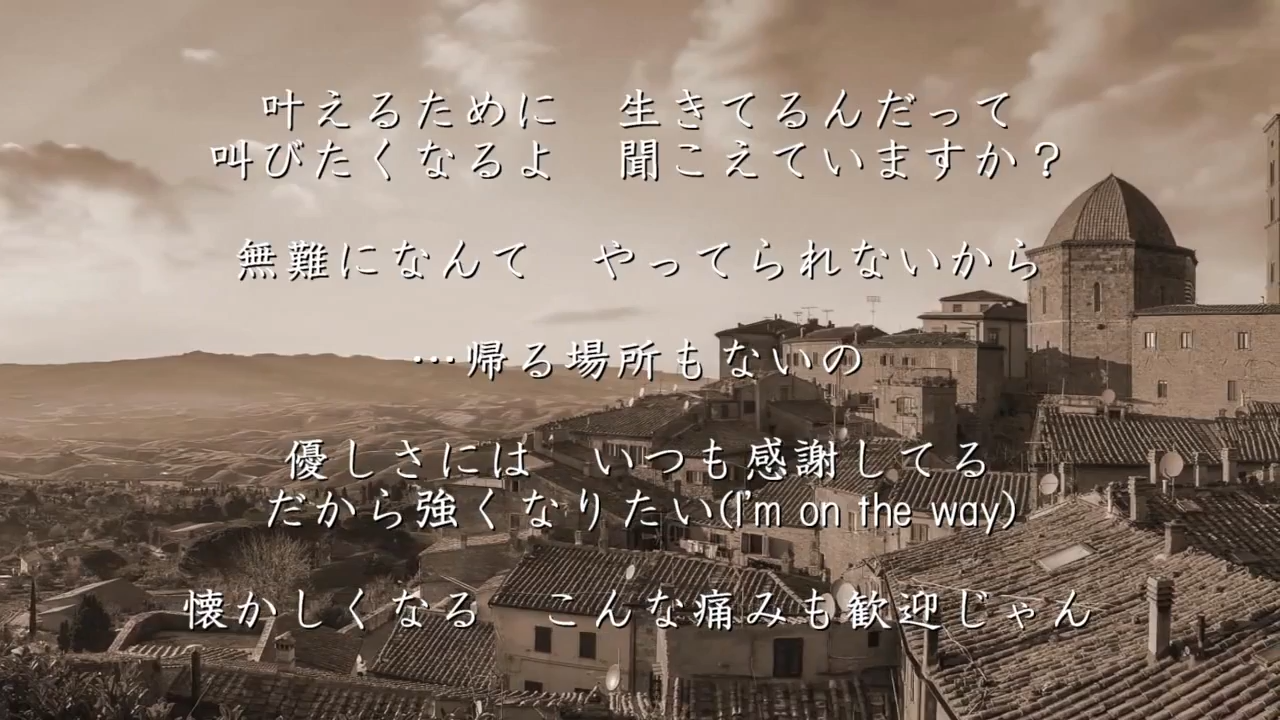 叶えるために　生きてるんだって
叫びたくなるよ　聞こえていますか？
無難になんて　やってられないから
…帰る場所もないの
優しさには　いつも感謝してる
だから強くなりたい(I'm on the way)
懐かしくなる　こんな痛みも歓迎じゃん